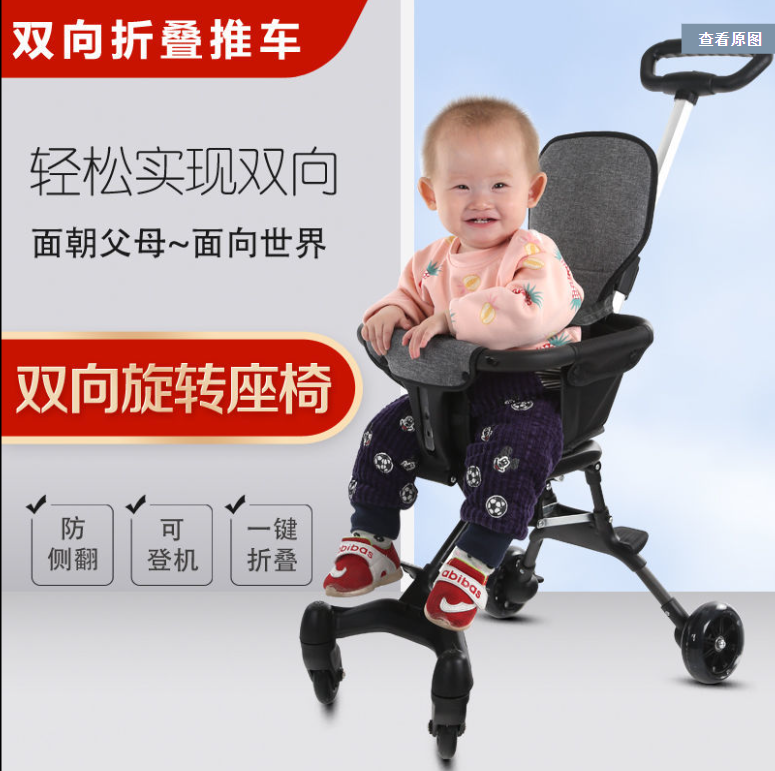 双向折叠推车
查看原图
轻松实现双向
面朝父母~面向世界
双向旋转座椅
防
侧翻
可
登机
一键
折叠
abibas
abibas